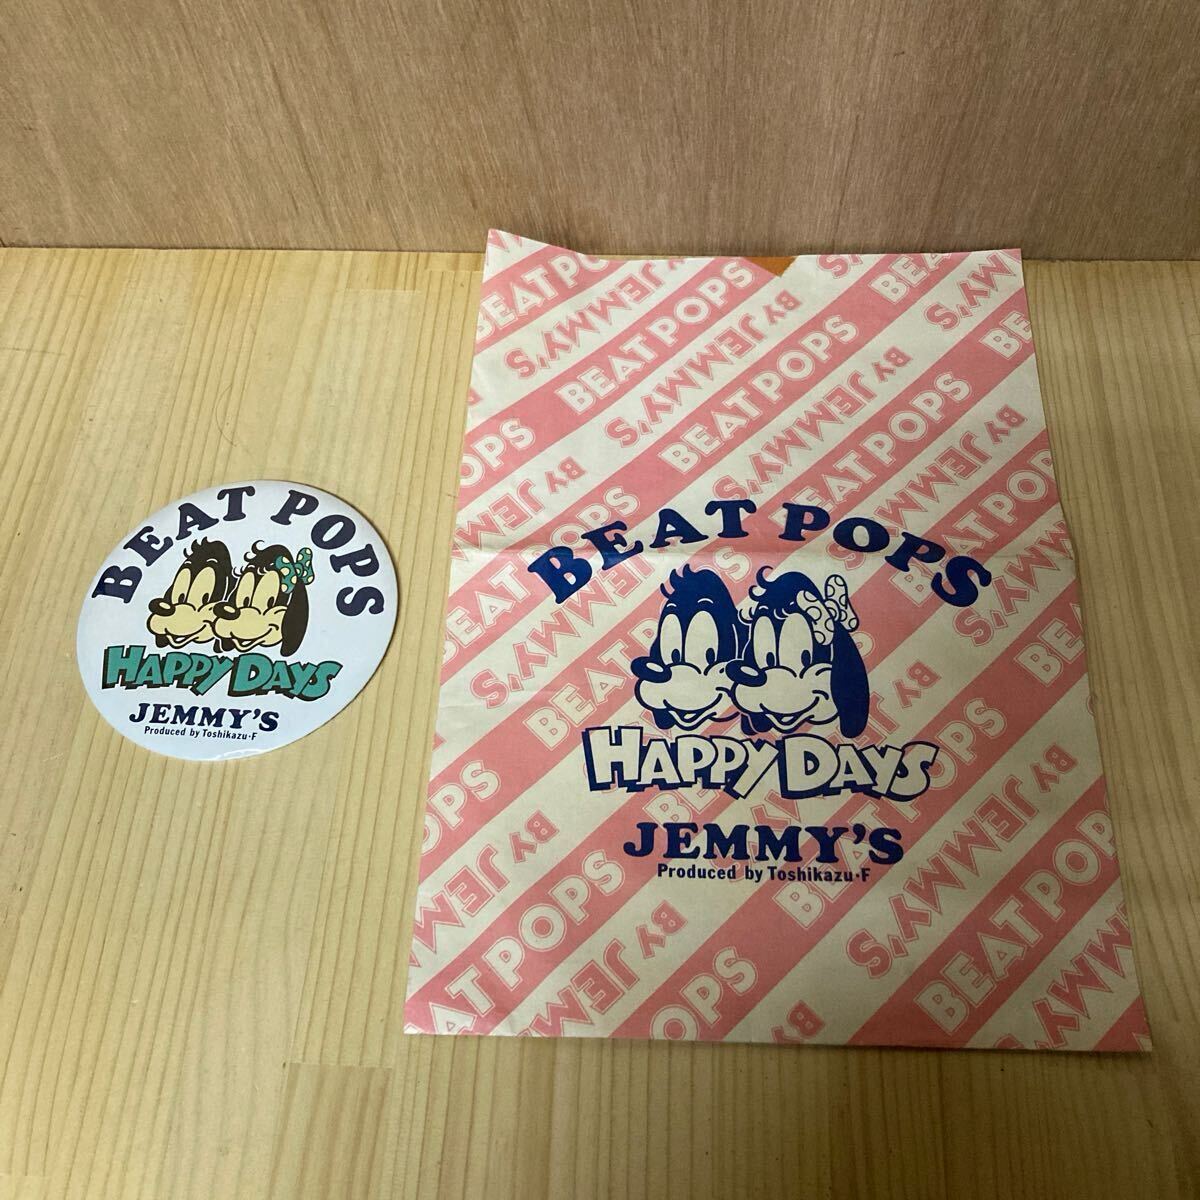 BEAT POPS
HAPPY DAYS
JEMMY'S
Produced by Toshikazu·F
BEAT POPS
BY JEMMY'S
BEAT POPS
HAPPY DAYS
JEMMY'S
Produced by Toshikazu·F